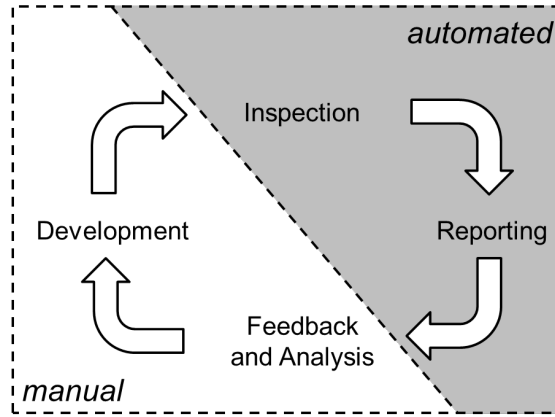 automated
Inspection
Development
Reporting
Feedback
and Analysis
manual